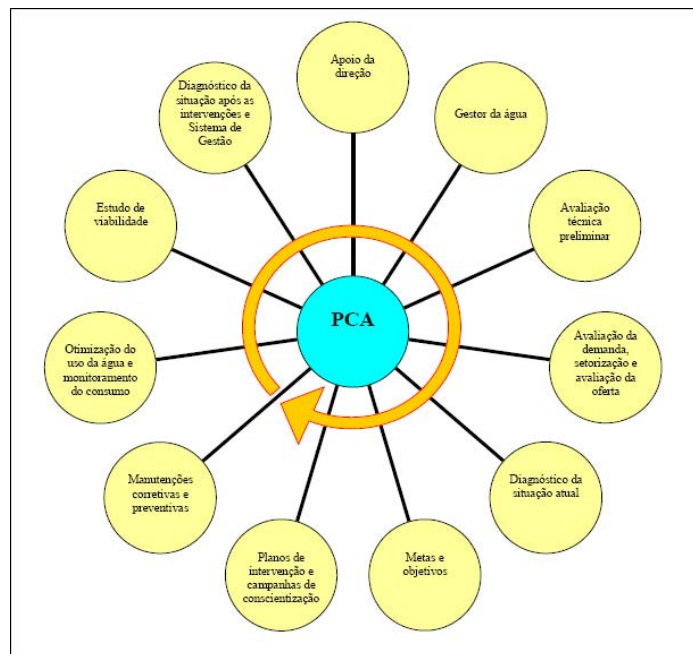 Apoio da
direção
Gestor da água
Avaliação
técnica
preliminar
Avaliação da
demanda,
setorização e
avaliação da
oferta
Diagnóstico da
situação atual
Metas e
objetivos
Planos de
intervenção e
campanhas de
conscientização
Manutenções
corretivas e
preventivas
Otimização do
uso da água e
monitoramento
do consumo
Estudo de
viabilidade
Diagnóstico da
situação após as
intervenções e
Sistema de
Gestão
PCA